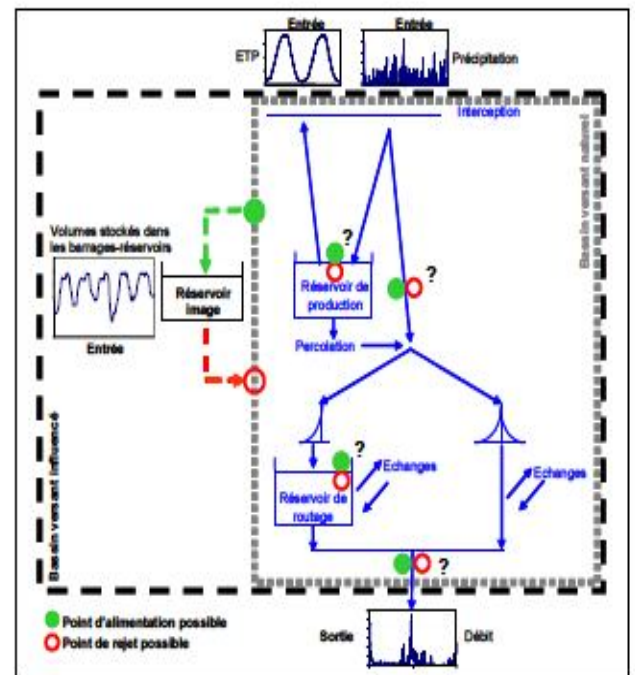 Entrée
Entrée
ETP
Précipitation
Interception
Bassin versant naturel
Volumes stockés dans
les barrages-réservoirs
Entrée
Réservoir
image
?
Réservoir de
production
?
Percolation
?
Echanges
Réservoir de
routage
Echanges
?
Bassin versant influencé
Point d'alimentation possible
Point de rejet possible
Sortie
Débit